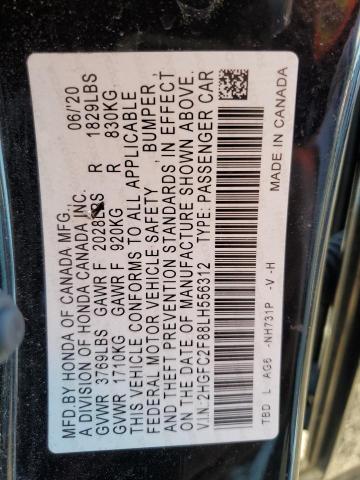 MFD.BY HONDA OF CANADA MFG., 06/'20
A DIVISION OF HONDA CANADA INC.
GVWR 3769LBS GAWR F 2028LBS R 1829LBS
GVWR 1710KG GAWR F 920KG R 830KG
THIS VEHICLE CONFORMS TO ALL APPLICABLE
FEDERAL MOTOR VEHICLE SAFETY, BUMPER,
AND THEFT PREVENTION STANDARDS IN EFFECT
ON THE DATE OF MANUFACTURE SHOWN ABOVE.
V.I.N.:2HGFC2F88LH556312 TYPE: PASSENGER CAR
TBD L AG6 -NH731P -V -H MADE IN CANADA